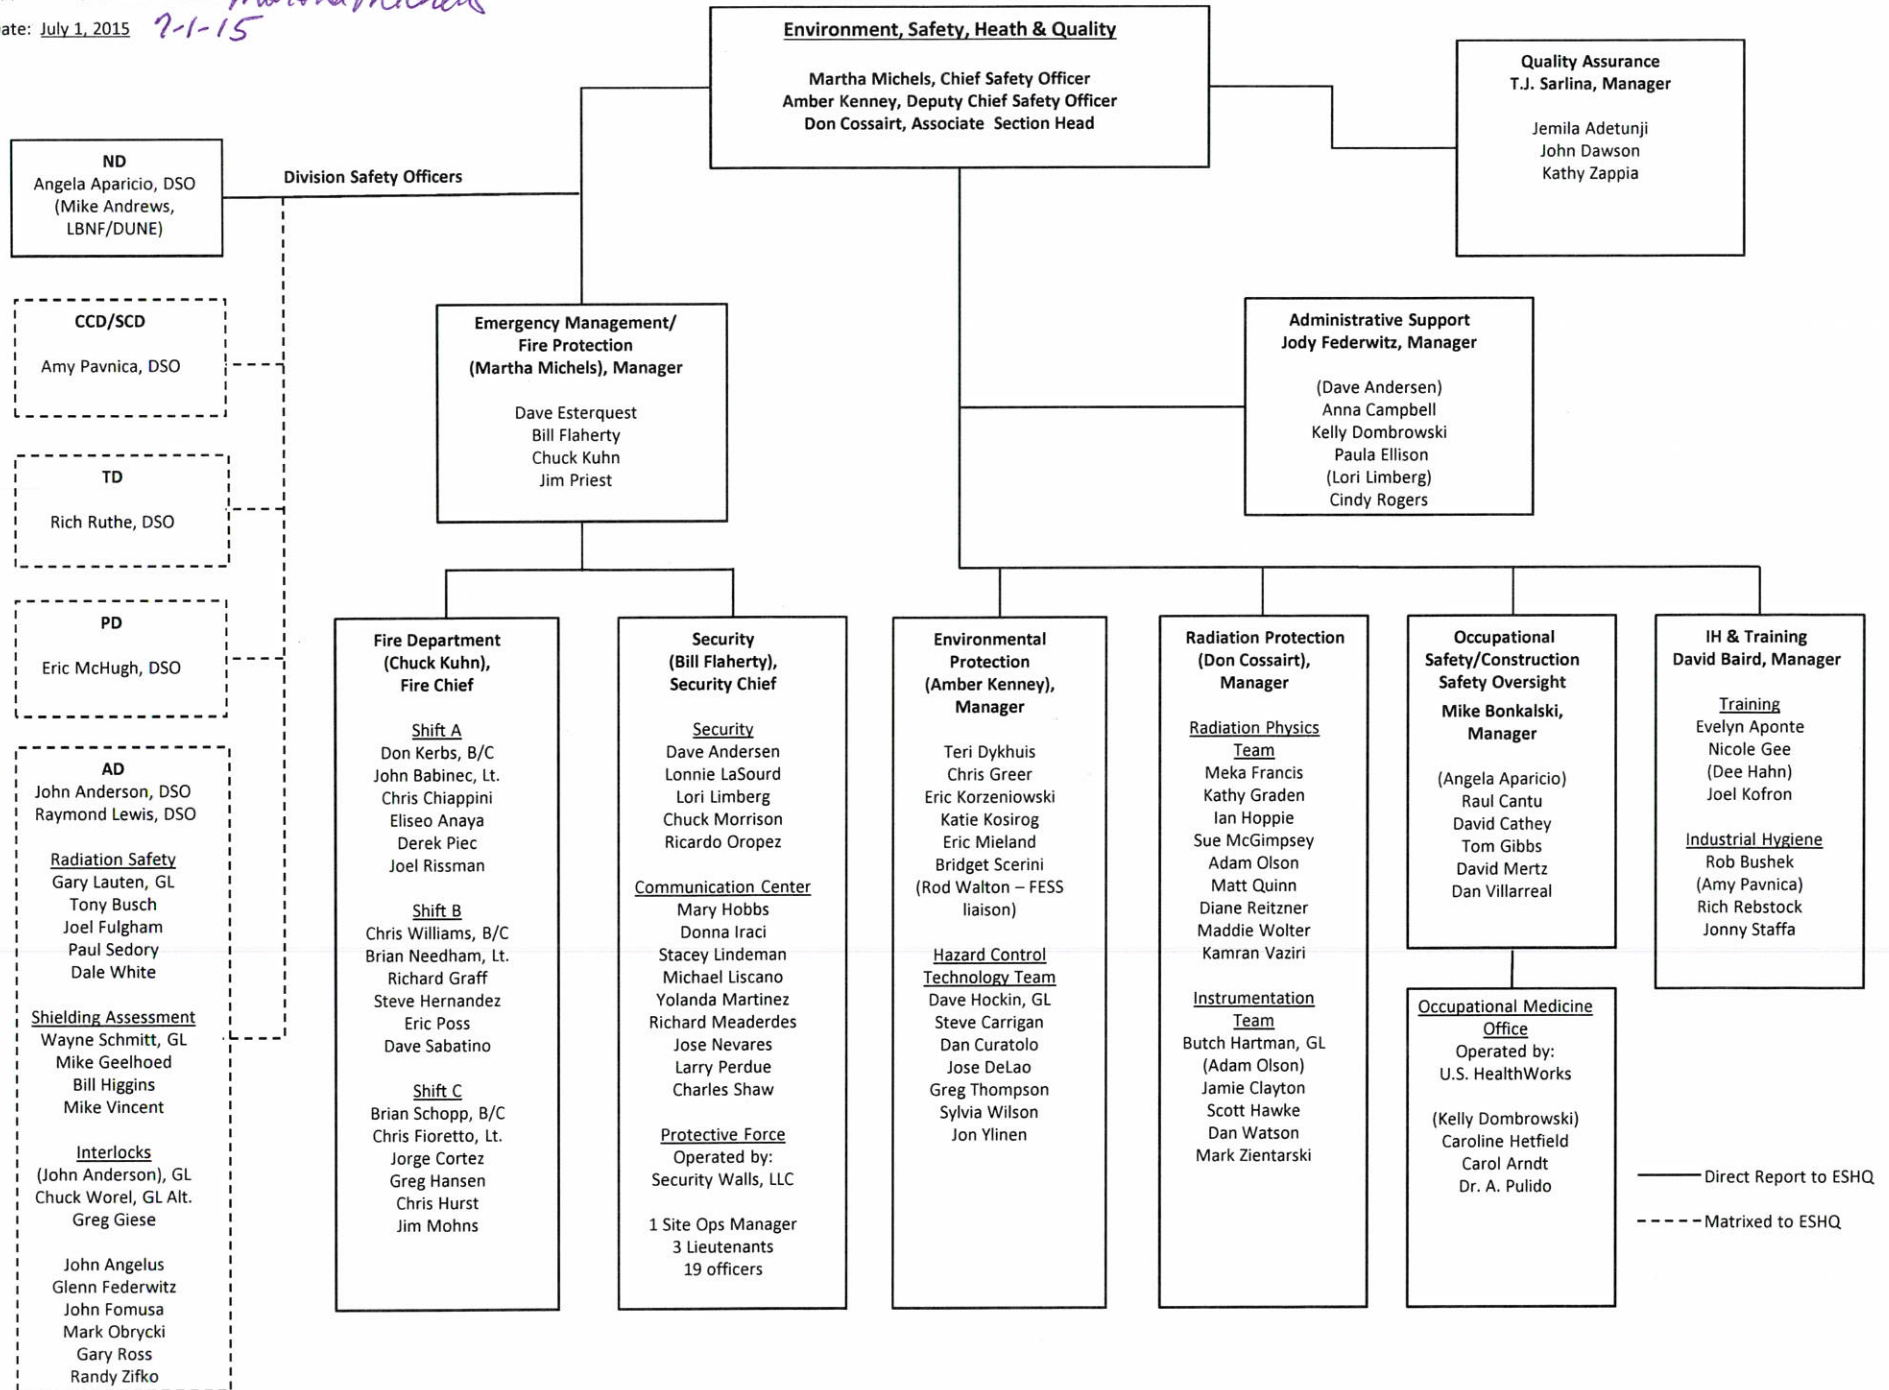 Date: July 1, 2015 7-1-15
Environment, Safety, Heath & Quality
Martha Michels, Chief Safety Officer
Amber Kenney, Deputy Chief Safety Officer
Don Cossairt, Associate Section Head
Quality Assurance
T.J. Sarlina, Manager
Jemila Adetunji
John Dawson
Kathy Zappia
ND
Angela Aparicio, DSO
(Mike Andrews,
LBNF/DUNE)
Division Safety Officers
CCD/SCD
Amy Pavnica, DSO
TD
Rich Ruthe, DSO
PD
Eric McHugh, DSO
AD
John Anderson, DSO
Raymond Lewis, DSO
Radiation Safety
Gary Lauten, GL
Tony Busch
Joel Fulgham
Paul Sedory
Dale White
Shielding Assessment
Wayne Schmitt, GL
Mike Geelhoed
Bill Higgins
Mike Vincent
Interlocks
(John Anderson), GL
Chuck Worel, GL Alt.
Greg Giese
John Angelus
Glenn Federwitz
John Fomusa
Mark Obrycki
Gary Ross
Randy Zifko
Emergency Management/
Fire Protection
(Martha Michels), Manager
Dave Esterquest
Bill Flaherty
Chuck Kuhn
Jim Priest
Administrative Support
Jody Federwitz, Manager
(Dave Andersen)
Anna Campbell
Kelly Dombrowski
Paula Ellison
(Lori Limberg)
Cindy Rogers
Fire Department
(Chuck Kuhn),
Fire Chief
Shift A
Don Kerbs, B/C
John Babinec, Lt.
Chris Chiappini
Eliseo Anaya
Derek Piec
Joel Rissman
Shift B
Chris Williams, B/C
Brian Needham, Lt.
Richard Graff
Steve Hernandez
Eric Poss
Dave Sabatino
Shift C
Brian Schopp, B/C
Chris Fioretto, Lt.
Jorge Cortez
Greg Hansen
Chris Hurst
Jim Mohns
Security
(Bill Flaherty),
Security Chief
Security
Dave Andersen
Lonnie LaSourd
Lori Limberg
Chuck Morrison
Ricardo Oropez
Communication Center
Mary Hobbs
Donna Iraci
Stacey Lindeman
Michael Liscano
Yolanda Martinez
Richard Meaderdes
Jose Nevares
Larry Perdue
Charles Shaw
Protective Force
Operated by:
Security Walls, LLC
1 Site Ops Manager
3 Lieutenants
19 officers
Environmental
Protection
(Amber Kenney),
Manager
Teri Dykhuis
Chris Greer
Eric Korzeniowski
Katie Kosirog
Eric Mieland
Bridget Scerini
(Rod Walton – FESS
liaison)
Hazard Control
Technology Team
Dave Hockin, GL
Steve Carrigan
Dan Curatolo
Jose DeLao
Greg Thompson
Sylvia Wilson
Jon Ylinen
Radiation Protection
(Don Cossairt),
Manager
Radiation Physics
Team
Meka Francis
Kathy Graden
Ian Hoppie
Sue McGimpsey
Adam Olson
Matt Quinn
Diane Reitzner
Maddie Wolter
Kamran Vaziri
Instrumentation
Team
Butch Hartman, GL
(Adam Olson)
Jamie Clayton
Scott Hawke
Dan Watson
Mark Zientarski
Occupational
Safety/Construction
Safety Oversight
Mike Bonkalski,
Manager
(Angela Aparicio)
Raul Cantu
David Cathey
Tom Gibbs
David Mertz
Dan Villarreal
Occupational Medicine
Office
Operated by:
U.S. HealthWorks
(Kelly Dombrowski)
Caroline Hetfield
Carol Arndt
Dr. A. Pulido
IH & Training
David Baird, Manager
Training
Evelyn Aponte
Nicole Gee
(Dee Hahn)
Joel Kofron
Industrial Hygiene
Rob Bushek
(Amy Pavnica)
Rich Rebstock
Jonny Staffa
Direct Report to ESHQ
Matrixed to ESHQ